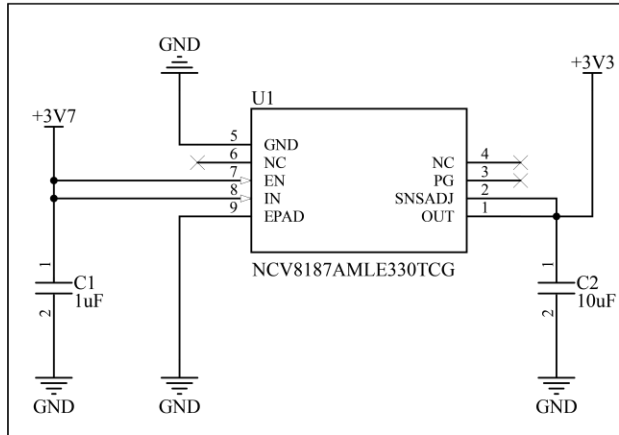 GND
+3V3
+3V7
U1
5 GND
6 NC NC 4
7 EN PG 3
8 IN SNSADJ 2
9 EPAD OUT 1
NCV8187AMLE330TCG
1 C1 1uF 2
1 C2 10uF 2
GND GND GND